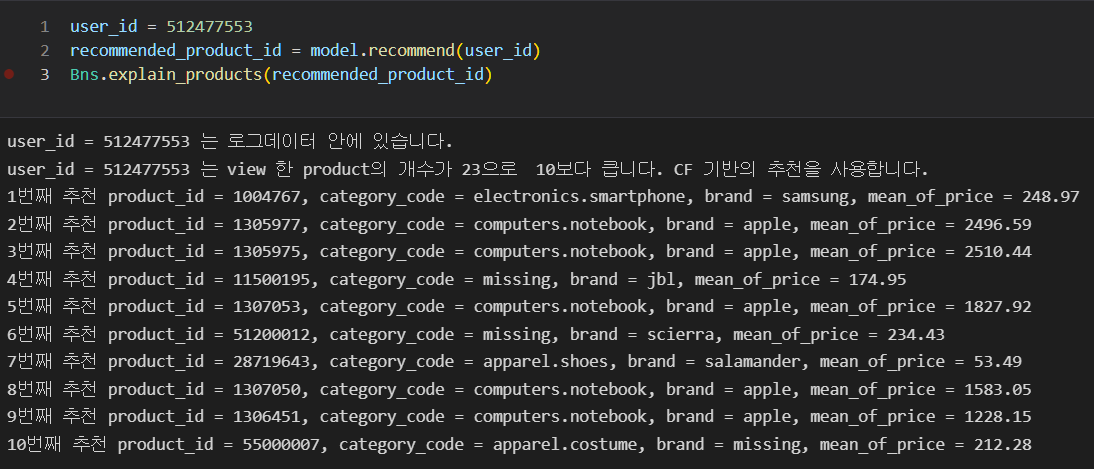 1 user_id = 512477553
2 recommended_product_id = model.recommend(user_id)
3 Bns.explain_products(recommended_product_id)
user_id = 512477553 는 로그데이터 안에 있습니다.
user_id = 512477553 는 view 한 product의 개수가 23으로  10보다 큽니다. CF 기반의 추천을 사용합니다.
1번째 추천 product_id = 1004767, category_code = electronics.smartphone, brand = samsung, mean_of_price = 248.97
2번째 추천 product_id = 1305977, category_code = computers.notebook, brand = apple, mean_of_price = 2496.59
3번째 추천 product_id = 1305975, category_code = computers.notebook, brand = apple, mean_of_price = 2510.44
4번째 추천 product_id = 11500195, category_code = missing, brand = jbl, mean_of_price = 174.95
5번째 추천 product_id = 1307053, category_code = computers.notebook, brand = apple, mean_of_price = 1827.92
6번째 추천 product_id = 51200012, category_code = missing, brand = scierra, mean_of_price = 234.43
7번째 추천 product_id = 28719643, category_code = apparel.shoes, brand = salamander, mean_of_price = 53.49
8번째 추천 product_id = 1307050, category_code = computers.notebook, brand = apple, mean_of_price = 1583.05
9번째 추천 product_id = 1306451, category_code = computers.notebook, brand = apple, mean_of_price = 1228.15
10번째 추천 product_id = 55000007, category_code = apparel.costume, brand = missing, mean_of_price = 212.28